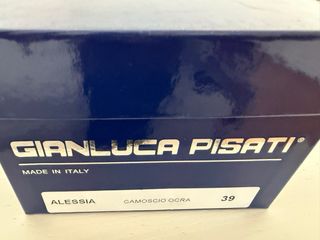 GIANLUCA PISATI®
MADE IN ITALY
ALESSIA CAMOSCIO OCRA 39